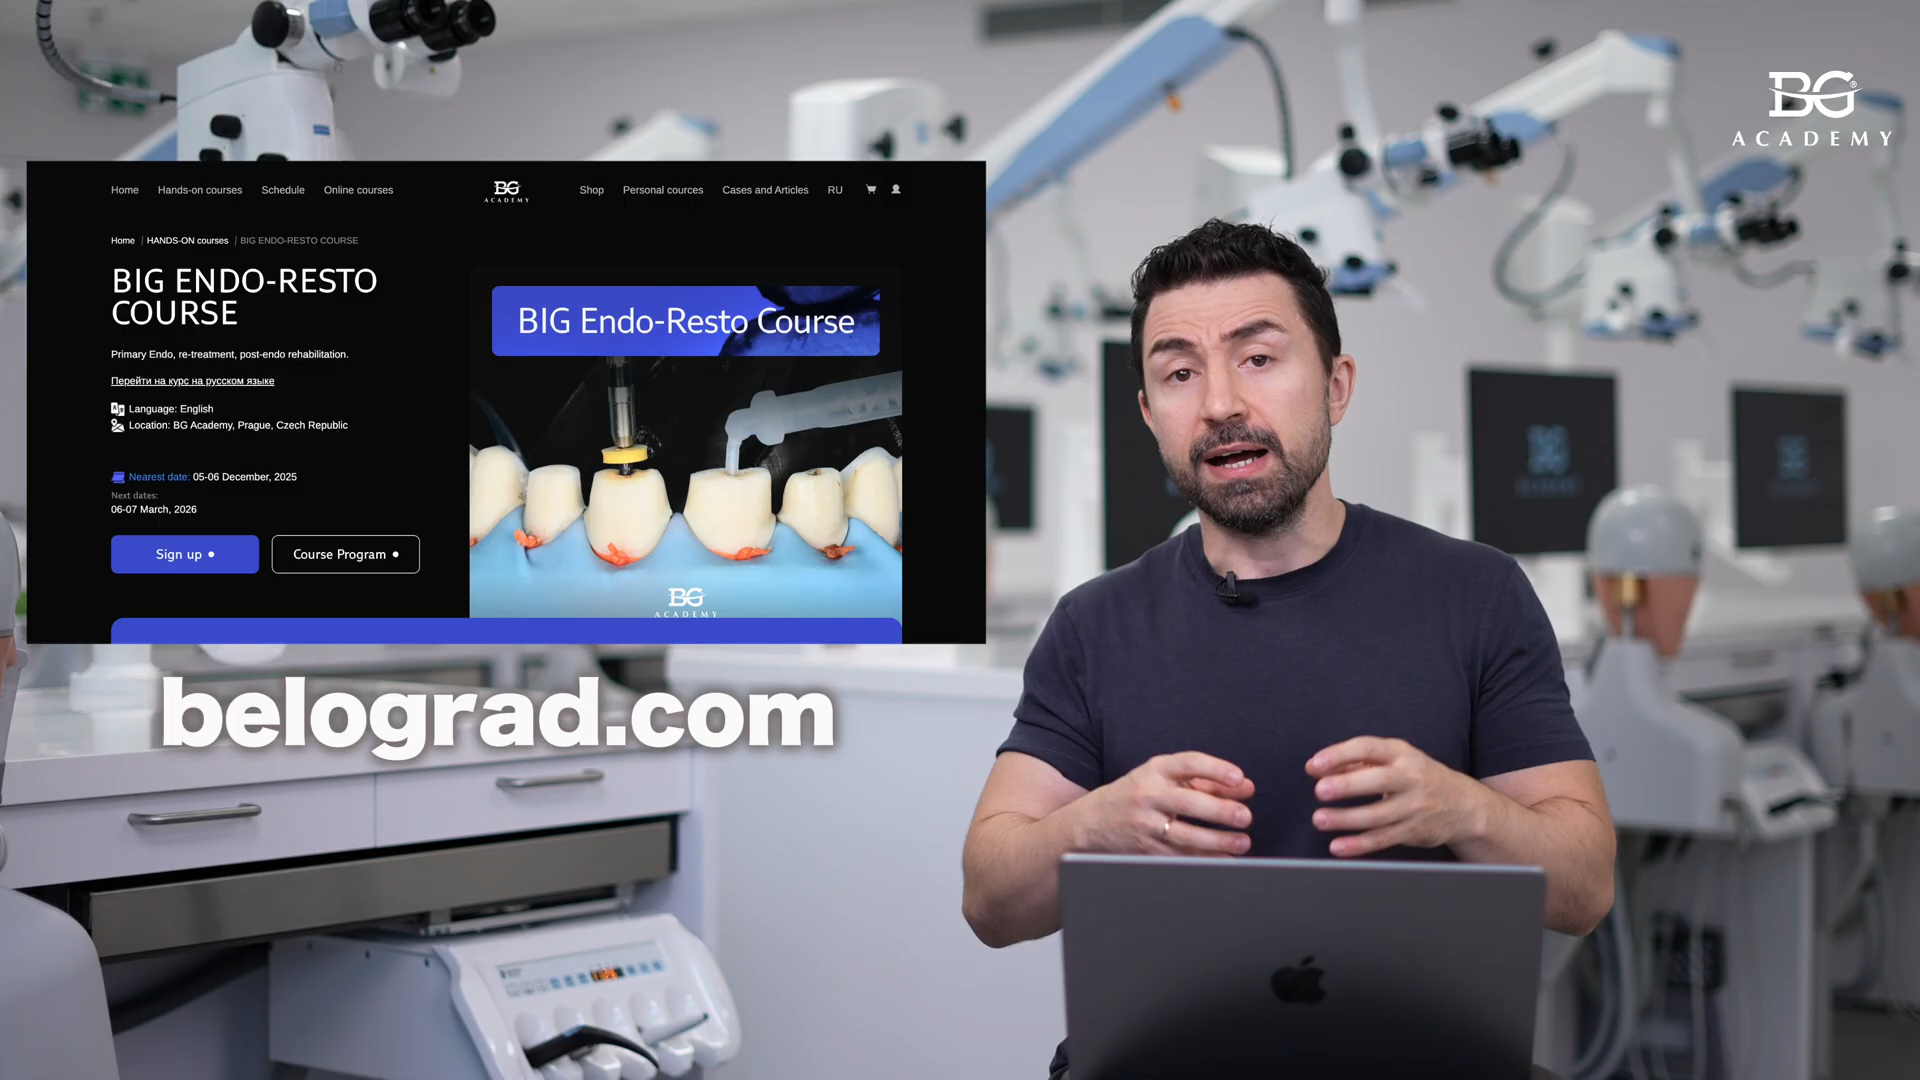 BG
ACADEMY
Home Hands-on courses Schedule Online courses BG ACADEMY Shop Personal cources Cases and Articles RU
Home / HANDS-ON courses / BIG ENDO-RESTO COURSE
BIG ENDO-RESTO
COURSE
BIG Endo-Resto Course
Primary Endo, re-treatment, post-endo rehabilitation.
Перейти на курс на русском языке
Language: English
Location: BG Academy, Prague, Czech Republic
Nearest date: 05-06 December, 2025
Next dates:
06-07 March, 2026
Sign up • Course Program •
BG
ACADEMY
belograd.com